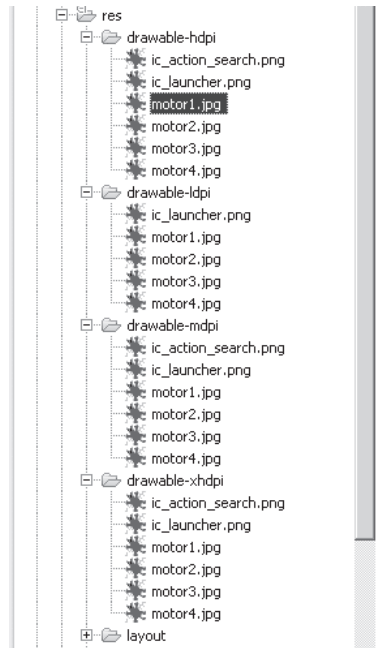 res
drawable-hdpi
ic_action_search.png
ic_launcher.png
motor1.jpg
motor2.jpg
motor3.jpg
motor4.jpg
drawable-ldpi
ic_launcher.png
motor1.jpg
motor2.jpg
motor3.jpg
motor4.jpg
drawable-mdpi
ic_action_search.png
ic_launcher.png
motor1.jpg
motor2.jpg
motor3.jpg
motor4.jpg
drawable-xhdpi
ic_action_search.png
ic_launcher.png
motor1.jpg
motor2.jpg
motor3.jpg
motor4.jpg
layout